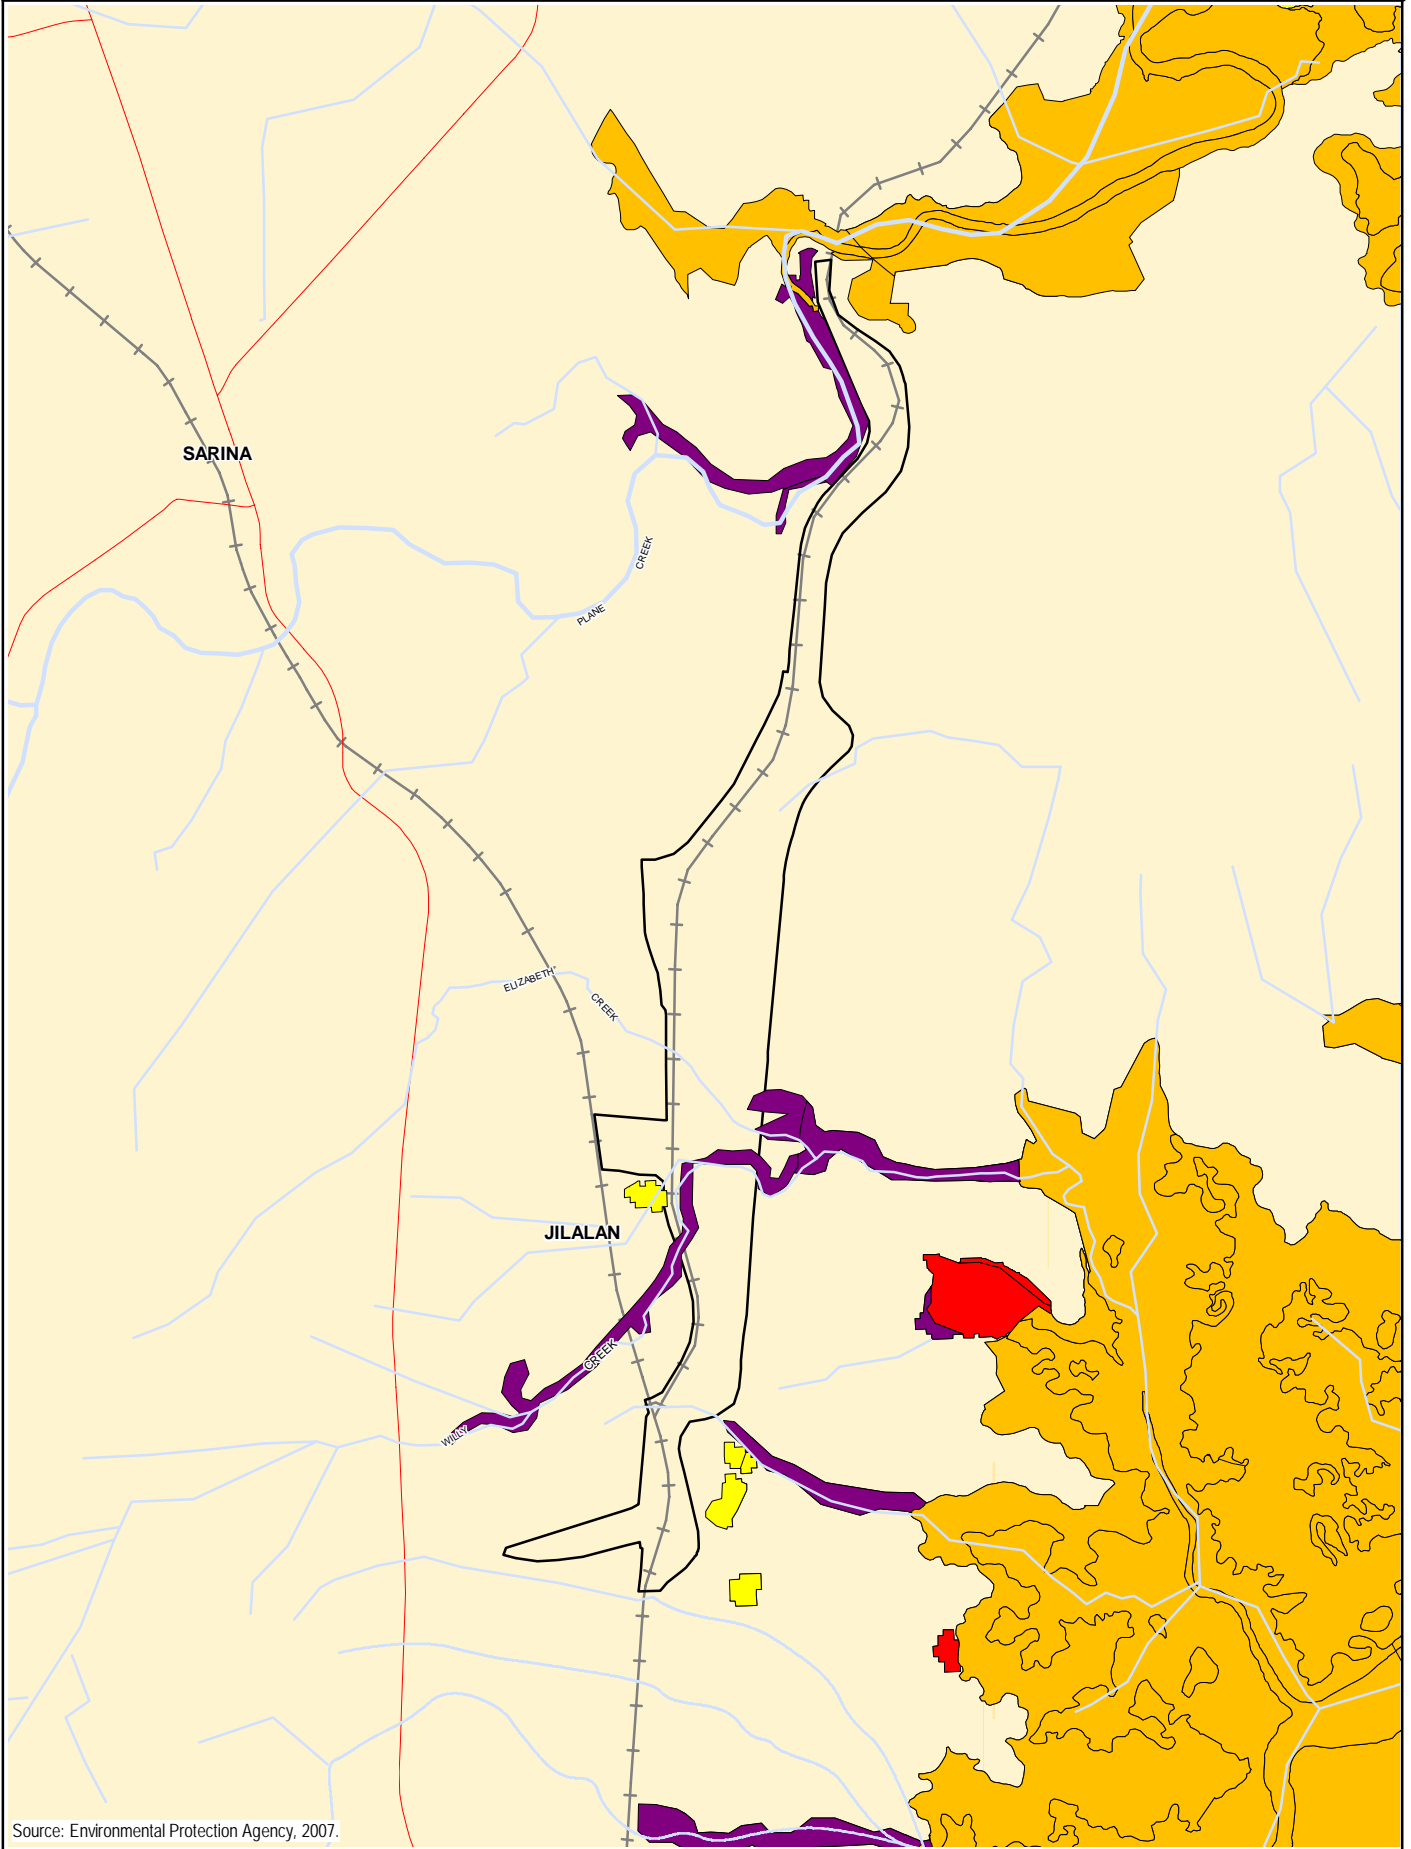 SARINA
CREEK
PLANE
ELIZABETH
CREEK
JILALAN
CREEK
WILLY
Source: Environmental Protection Agency, 2007.